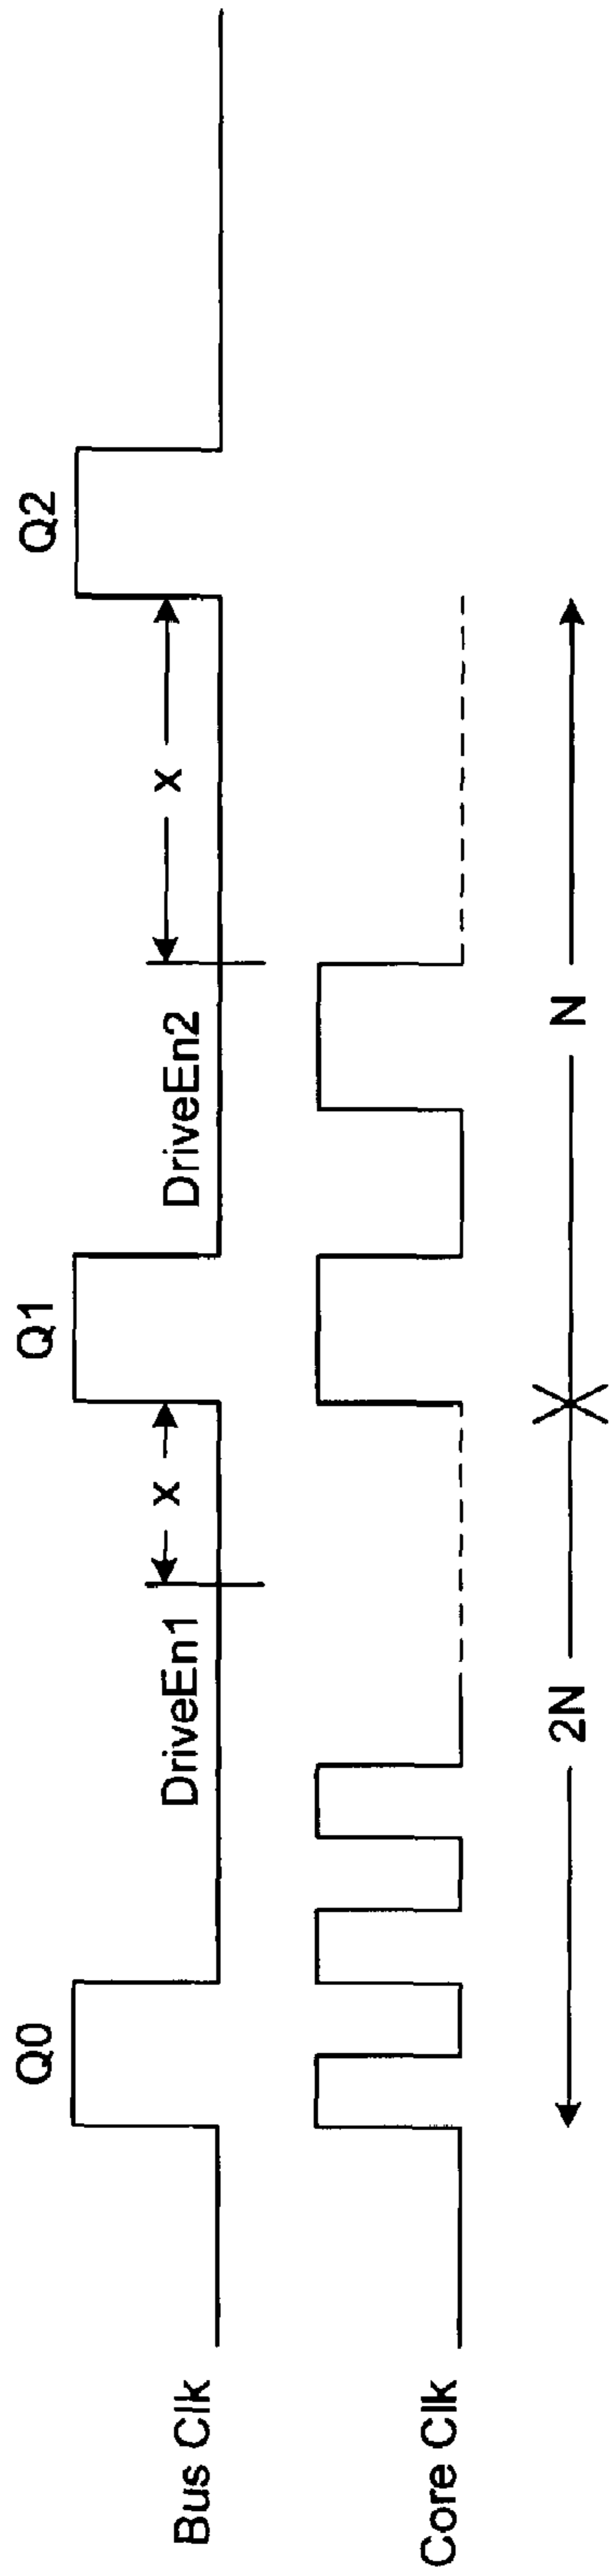 Q0
Q1
Q2
Bus Clk
DriveEn1
x
DriveEn2
x
Core Clk
2N
N